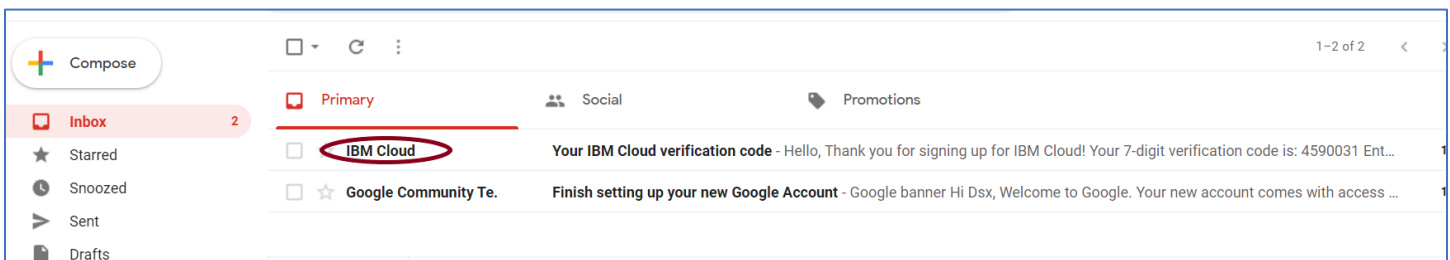 Compose
1–2 of 2
Primary Social Promotions
Inbox 2
IBM Cloud Your IBM Cloud verification code - Hello, Thank you for signing up for IBM Cloud! Your 7-digit verification code is: 4590031 Ent...
Starred
Snoozed
Google Community Te. Finish setting up your new Google Account - Google banner Hi Dsx, Welcome to Google. Your new account comes with access ...
Sent
Drafts